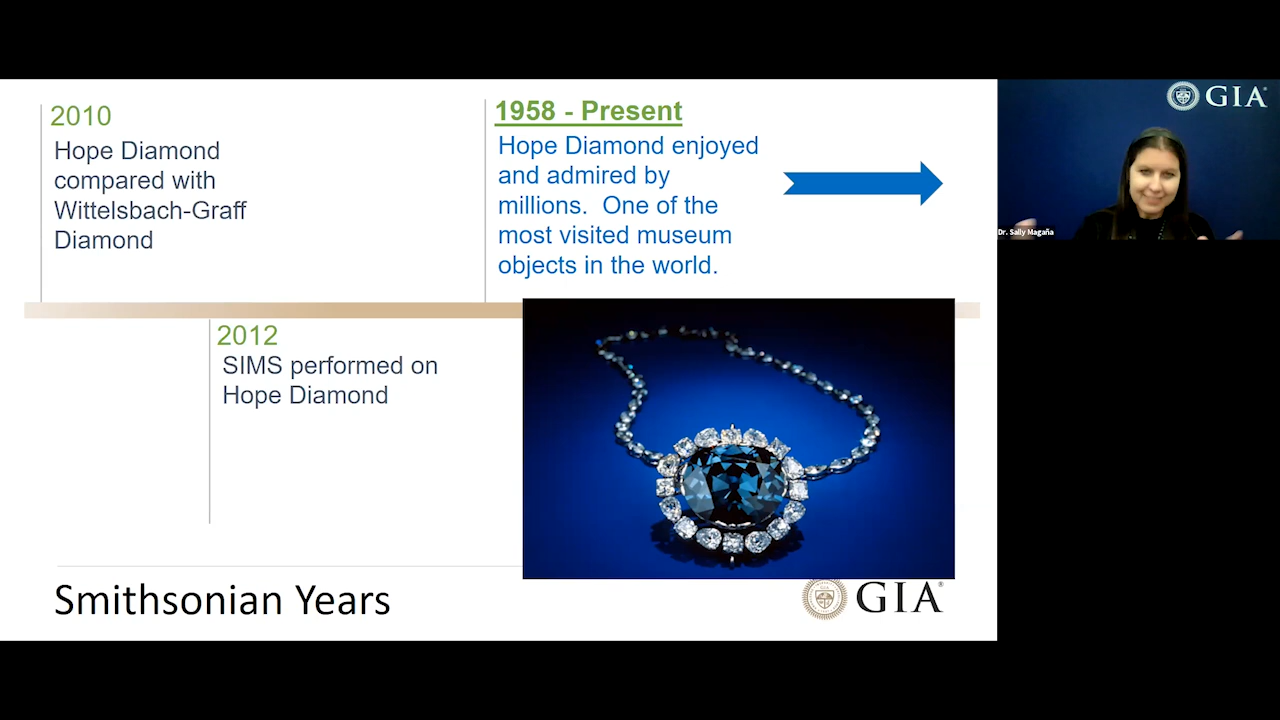 2010
Hope Diamond
compared with
Wittelsbach-Graff
Diamond
1958 - Present
Hope Diamond enjoyed
and admired by
millions.  One of the
most visited museum
objects in the world.
2012
SIMS performed on
Hope Diamond
Smithsonian Years
GIA®
GIA®
Dr. Sally Magaña